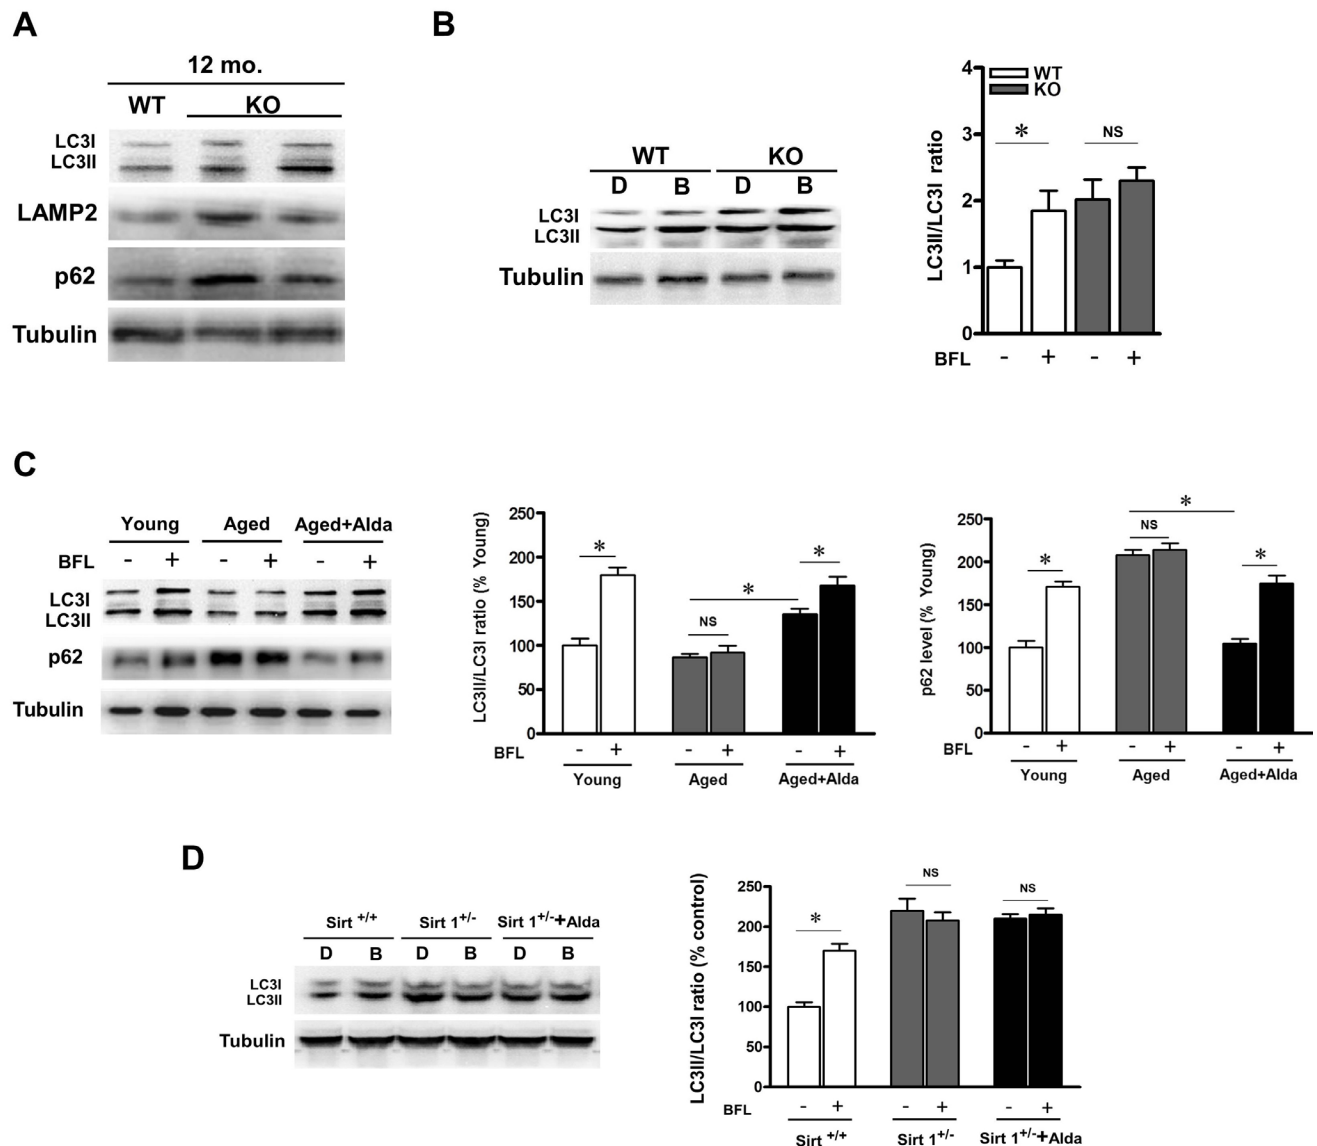 A
12 mo.
WT KO
LC3I
LC3II
LAMP2
p62
Tubulin
B
WT KO
D B D B
LC3I
LC3II
Tubulin
LC3II/LC3I ratio
4
3
2
1
0
WT
KO
*
NS
BFL - + - +
C
Young Aged Aged+Alda
BFL - + - + - +
LC3I
LC3II
p62
Tubulin
LC3II/LC3I ratio (% Young)
250
200
150
100
50
0
*
NS
*
*
BFL - + - + - +
Young Aged Aged+Alda
p62 level (% Young)
250
200
150
100
50
0
*
NS
*
*
BFL - + - + - +
Young Aged Aged+Alda
D
Sirt +/+ Sirt 1+/- Sirt 1+/-+Alda
D B D B D B
LC3I
LC3II
Tubulin
LC3II/LC3I ratio (% control)
250
200
150
100
50
0
*
NS
NS
BFL - + - + - +
Sirt +/+ Sirt 1+/- Sirt 1+/-+Alda